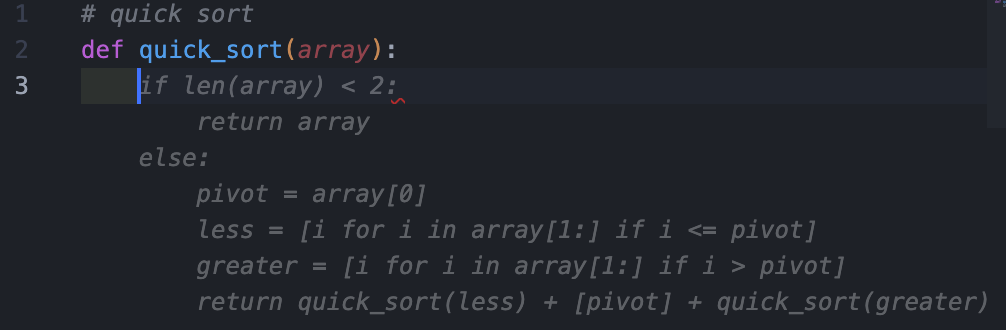 1 # quick sort
2 def quick_sort(array):
3 if len(array) < 2:
return array
else:
pivot = array[0]
less = [i for i in array[1:] if i <= pivot]
greater = [i for i in array[1:] if i > pivot]
return quick_sort(less) + [pivot] + quick_sort(greater)